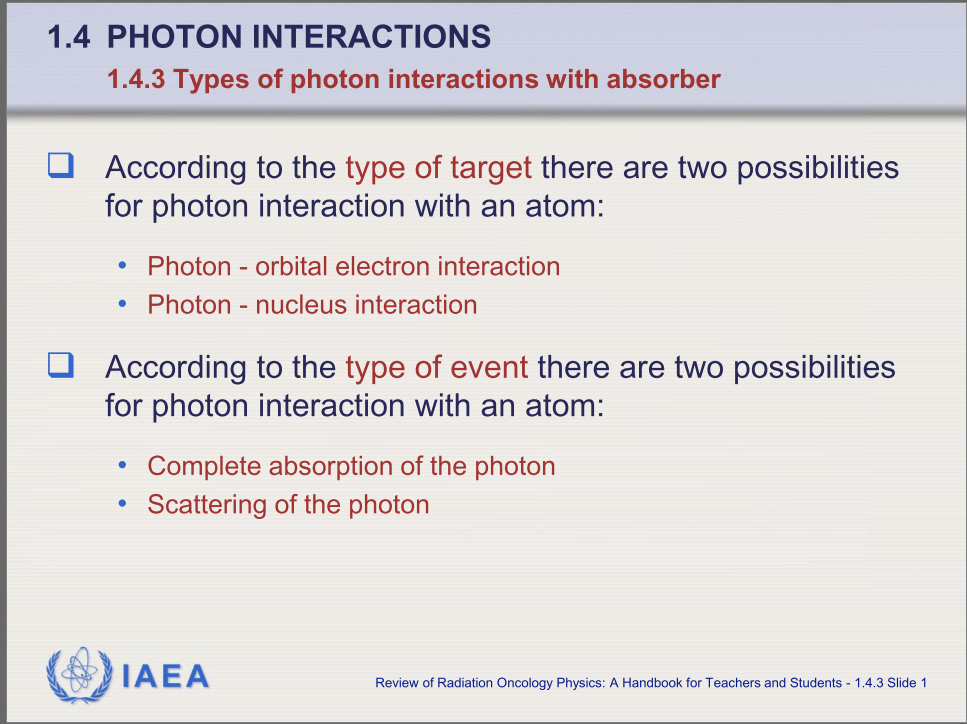 1.4 PHOTON INTERACTIONS
1.4.3 Types of photon interactions with absorber
❑ According to the type of target there are two possibilities
for photon interaction with an atom:
• Photon - orbital electron interaction
• Photon - nucleus interaction
❑ According to the type of event there are two possibilities
for photon interaction with an atom:
• Complete absorption of the photon
• Scattering of the photon
IAEA
Review of Radiation Oncology Physics: A Handbook for Teachers and Students - 1.4.3 Slide 1